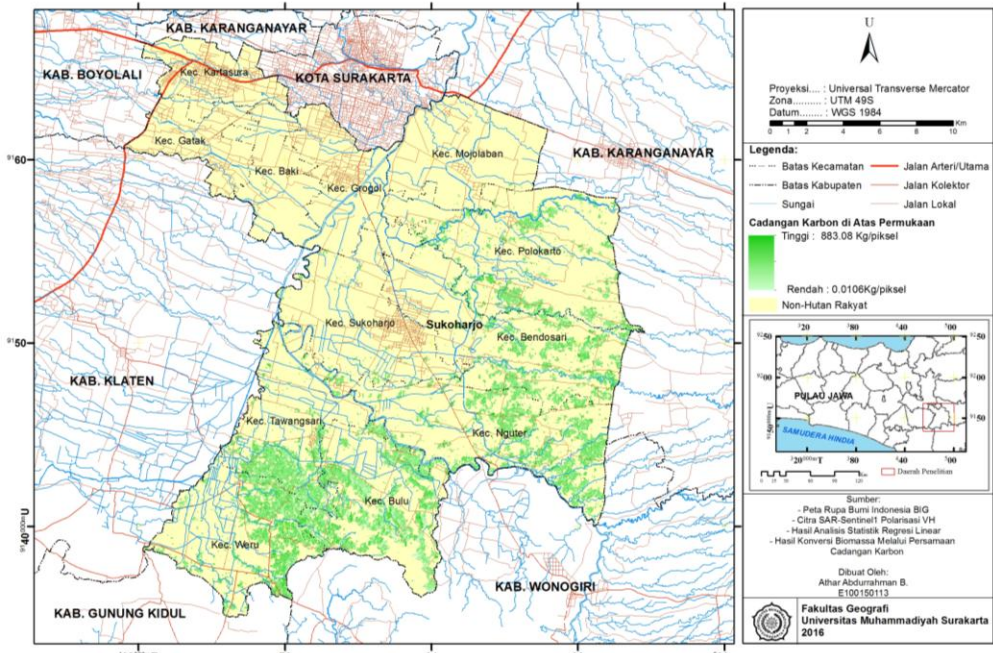 KAB. KARANGANAYAR
KAB. BOYOLALI
Kec. Kartasura
KOTA SURAKARTA
Kec. Gatak
Kec. Baki
Kec. Mojolaban
KAB. KARANGANAYAR
Kec. Grogol
Kec. Polokarto
Kec. Sukoharjo
Sukoharjo
Kec. Bendosari
KAB. KLATEN
Kec. Tawangsari
Kec. Nguter
Kec. Bulu
Kec. Weru
KAB. WONOGIRI
KAB. GUNUNG KIDUL
9160
9150
9140000m U
U
Proyeksi.... : Universal Transverse Mercator
Zona.......... : UTM 49S
Datum........ : WGS 1984
0 1 2 4 6 8 10 Km
Legenda:
Batas Kecamatan
Jalan Arteri/Utama
Batas Kabupaten
Jalan Kolektor
Sungai
Jalan Lokal
Cadangan Karbon di Atas Permukaan
Tinggi : 883.08 Kg/piksel
Rendah : 0.0106Kg/piksel
Non-Hutan Rakyat
PULAU JAWA
SAMUDERA HINDIA
Daerah Penelitian
Sumber:
- Peta Rupa Bumi Indonesia BIG
- Citra SAR-Sentinel1 Polarisasi VH
- Hasil Analisis Statistik Regresi Linear
- Hasil Konversi Biomassa Melalui Persamaan
Cadangan Karbon
Dibuat Oleh:
Athar Abdurrahman B.
E100150113
Fakultas Geografi
Universitas Muhammadiyah Surakarta
2016